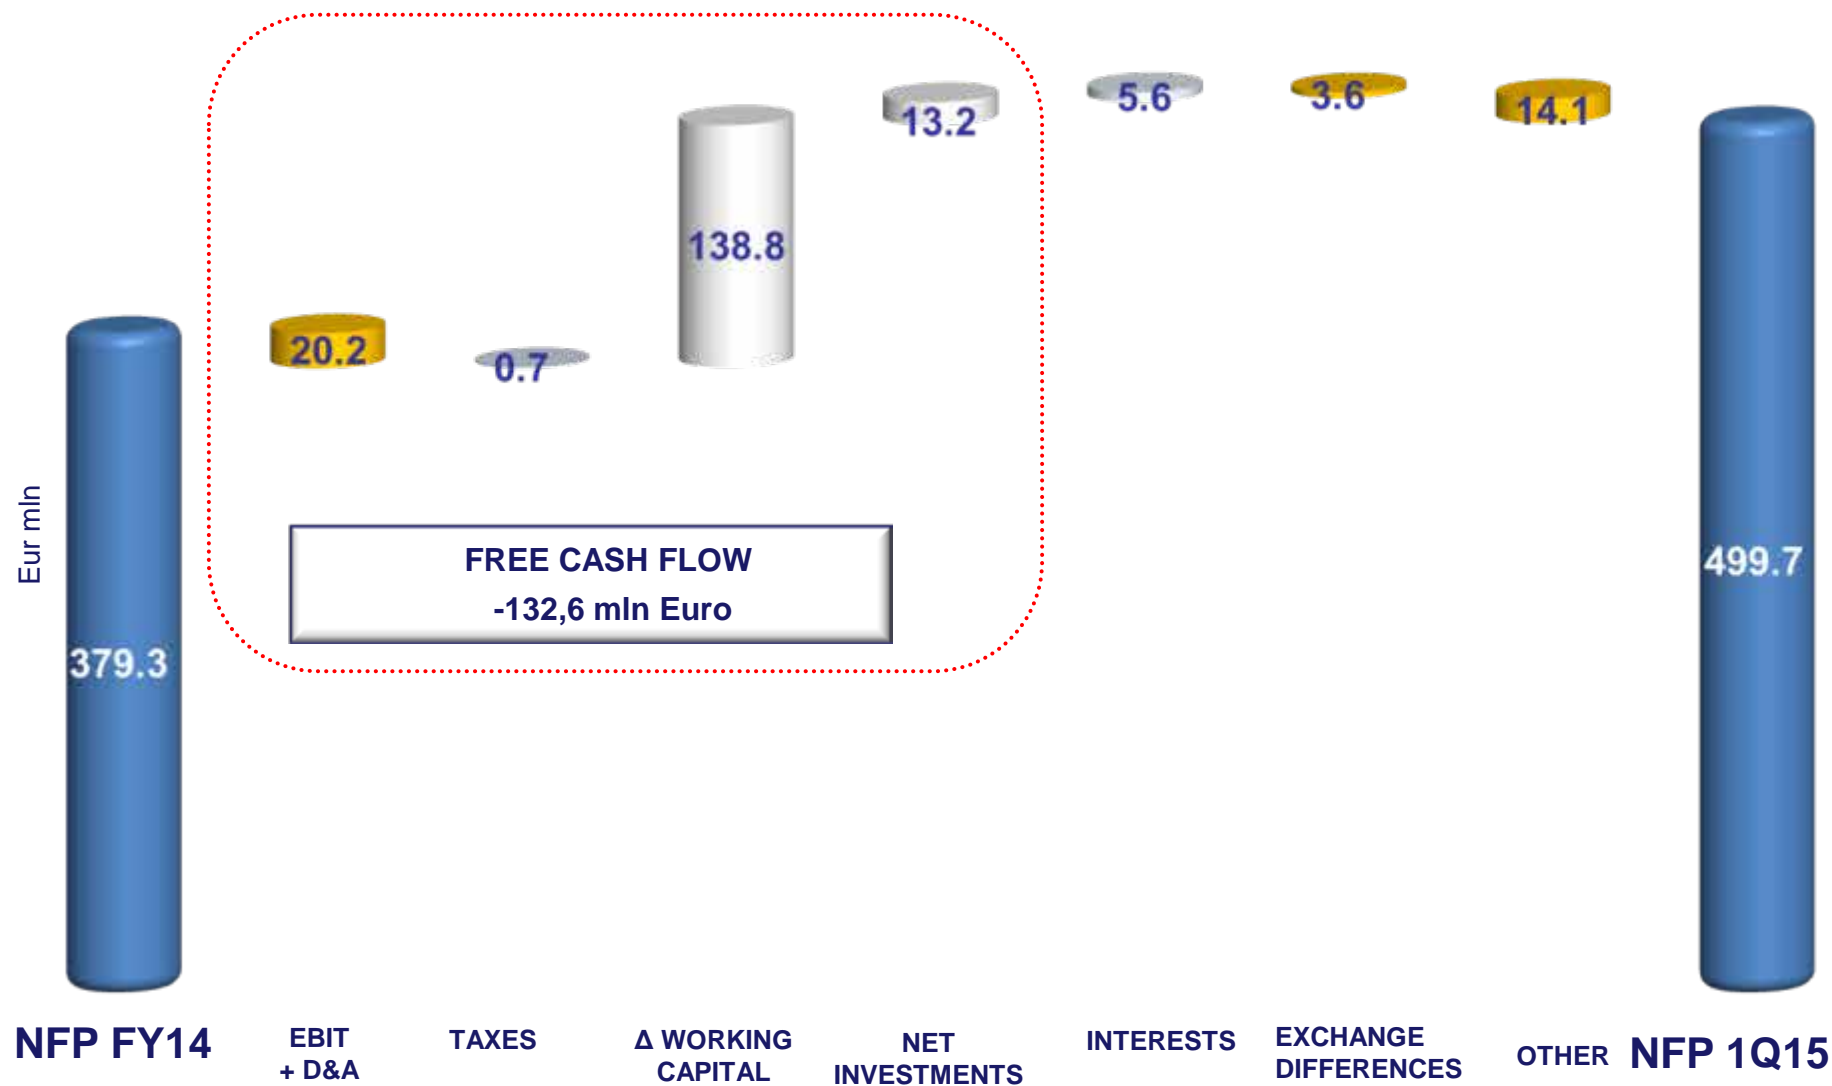 5.6
3.6
14.1
13.2
138.8
20.2
0.7
Eur mln
FREE CASH FLOW
-132,6 mln Euro
499.7
379.3
NFP FY14
EBIT
+ D&A
TAXES
Δ WORKING
CAPITAL
NET
INVESTMENTS
INTERESTS
EXCHANGE
DIFFERENCES
OTHER
NFP 1Q15